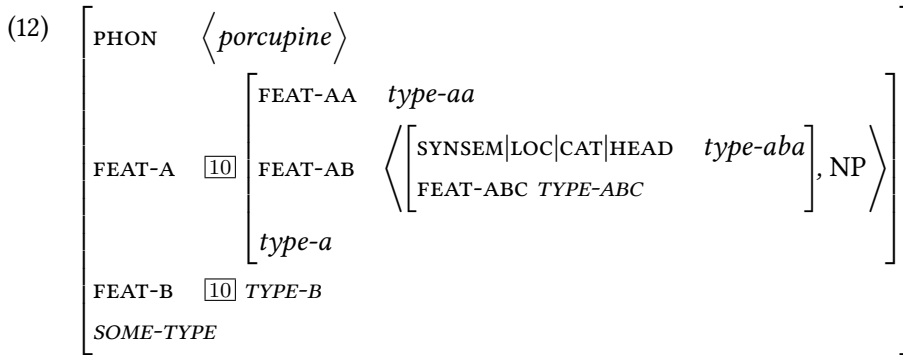 (12)
PHON ⟨porcupine⟩
FEAT-AA type-aa
FEAT-A 10 FEAT-AB ⟨[SYNSEM|LOC|CAT|HEAD type-aba
FEAT-ABC TYPE-ABC], NP⟩
type-a
FEAT-B 10 TYPE-B
SOME-TYPE